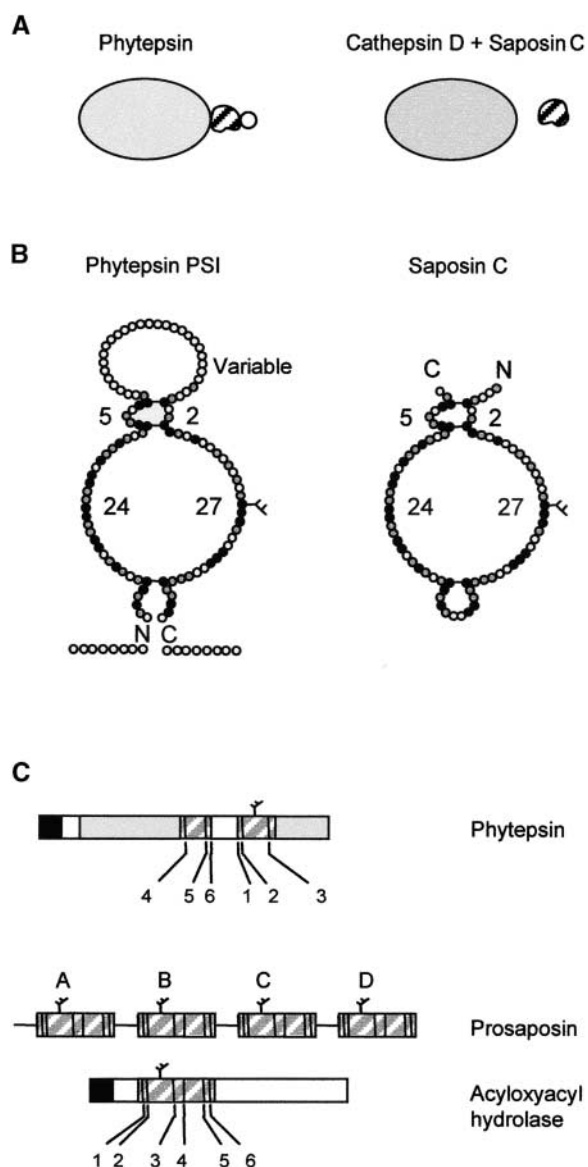 A
Phytepsin Cathepsin D + Saposin C
B
Phytepsin PSI Saposin C
Variable
C N
5 2 5 2
24 27 24 27
N C
C
Phytepsin
4 5 6 1 2 3
A B C D
Prosaposin
Acyloxyacyl
hydrolase
1 2 3 4 5 6